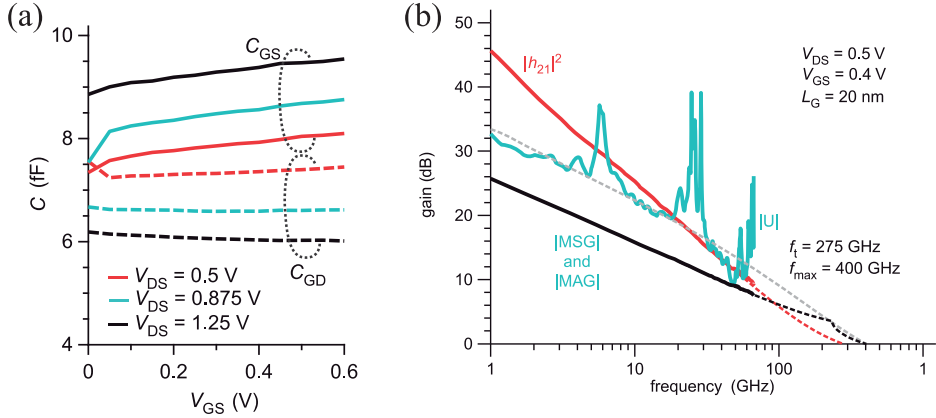 (a)
10
8
6
4
C (fF)
C_GS
C_GD
V_DS = 0.5 V
V_DS = 0.875 V
V_DS = 1.25 V
0
0.2
0.4
0.6
V_GS (V)
(b)
50
40
30
20
10
0
gain (dB)
|h_21|^2
V_DS = 0.5 V
V_GS = 0.4 V
L_G = 20 nm
|U|
|MSG|
and
|MAG|
f_t = 275 GHz
f_max = 400 GHz
1
10
100
1
frequency (GHz)